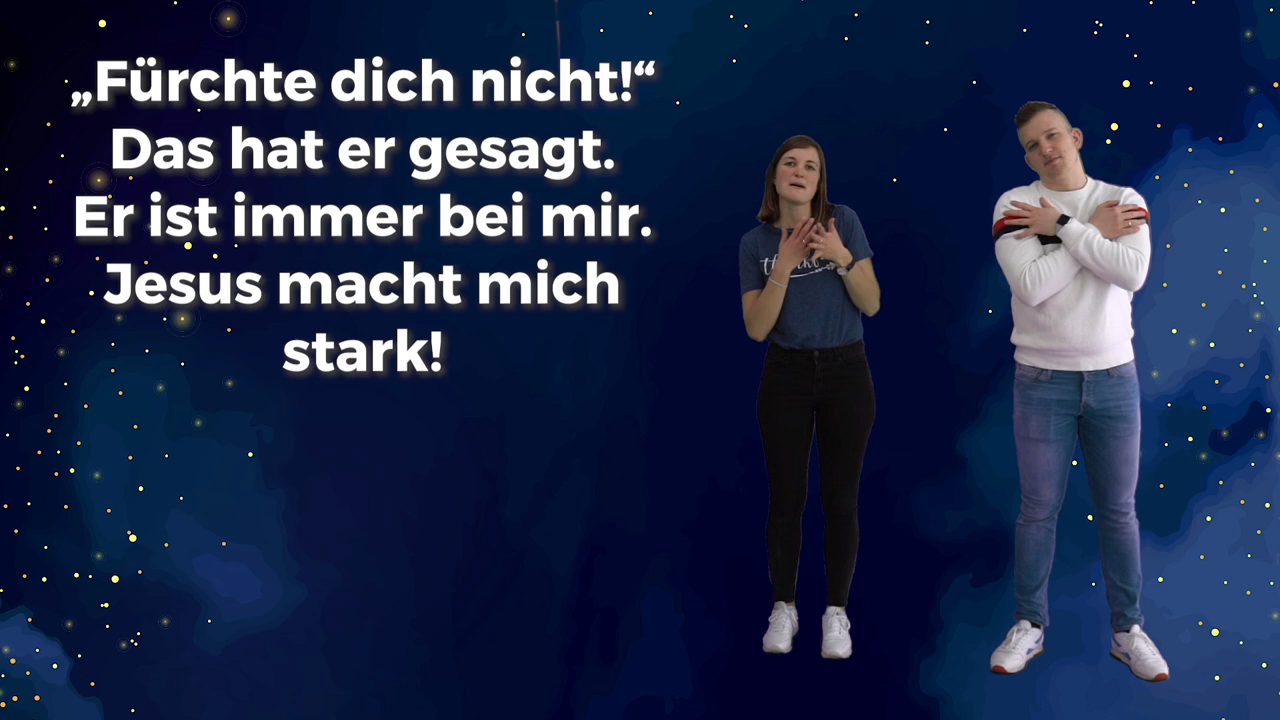 „Fürchte dich nicht!“
Das hat er gesagt.
Er ist immer bei mir.
Jesus macht mich
stark!